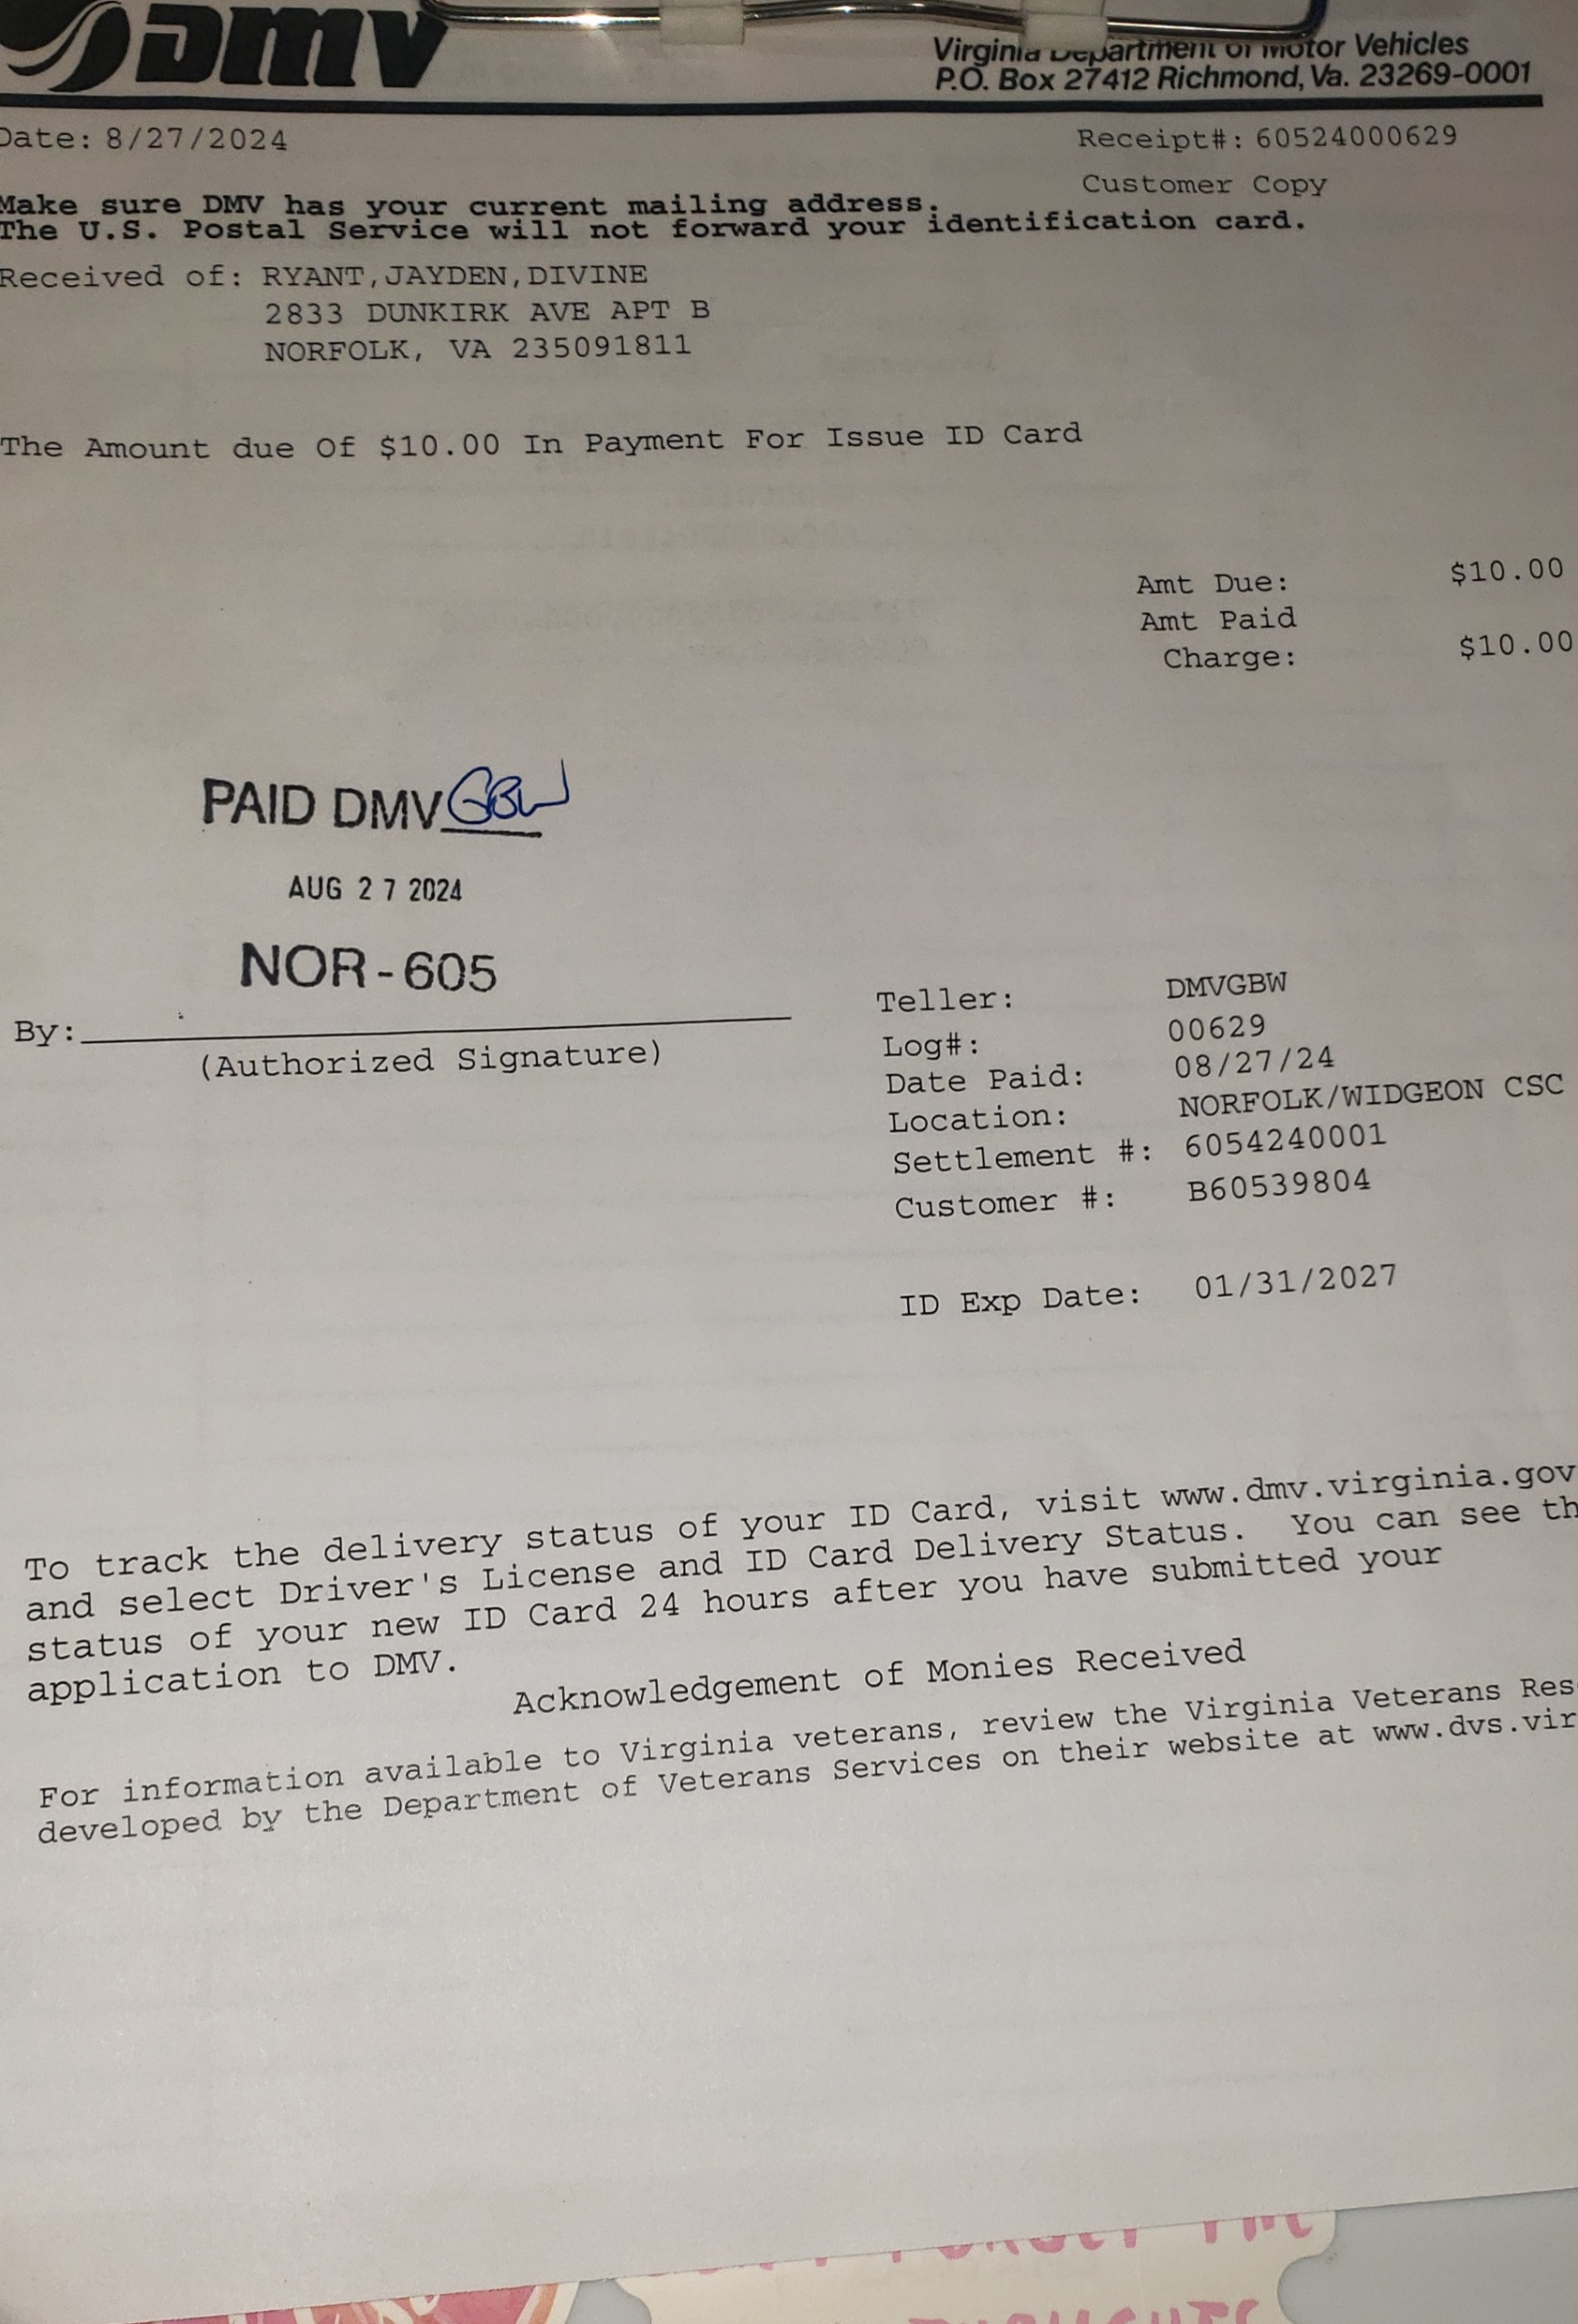 DMV
Virginia Department of Motor Vehicles
P.O. Box 27412 Richmond, Va. 23269-0001
Date: 8/27/2024
Receipt#: 60524000629
Customer Copy
Make sure DMV has your current mailing address.
The U.S. Postal Service will not forward your identification card.
Received of: RYANT,JAYDEN,DIVINE
2833 DUNKIRK AVE APT B
NORFOLK, VA 235091811
The Amount due Of $10.00 In Payment For Issue ID Card
Amt Due: $10.00
Amt Paid
Charge: $10.00
PAID DMV GBW
AUG 27 2024
NOR-605
By:
(Authorized Signature)
Teller: DMVGBW
Log#: 00629
Date Paid: 08/27/24
Location: NORFOLK/WIDGEON CSC
Settlement #: 6054240001
Customer #: B60539804
ID Exp Date: 01/31/2027
To track the delivery status of your ID Card, visit www.dmv.virginia.gov
and select Driver's License and ID Card Delivery Status. You can see th
status of your new ID Card 24 hours after you have submitted your
application to DMV.
Acknowledgement of Monies Received
For information available to Virginia veterans, review the Virginia Veterans Res
developed by the Department of Veterans Services on their website at www.dvs.vir